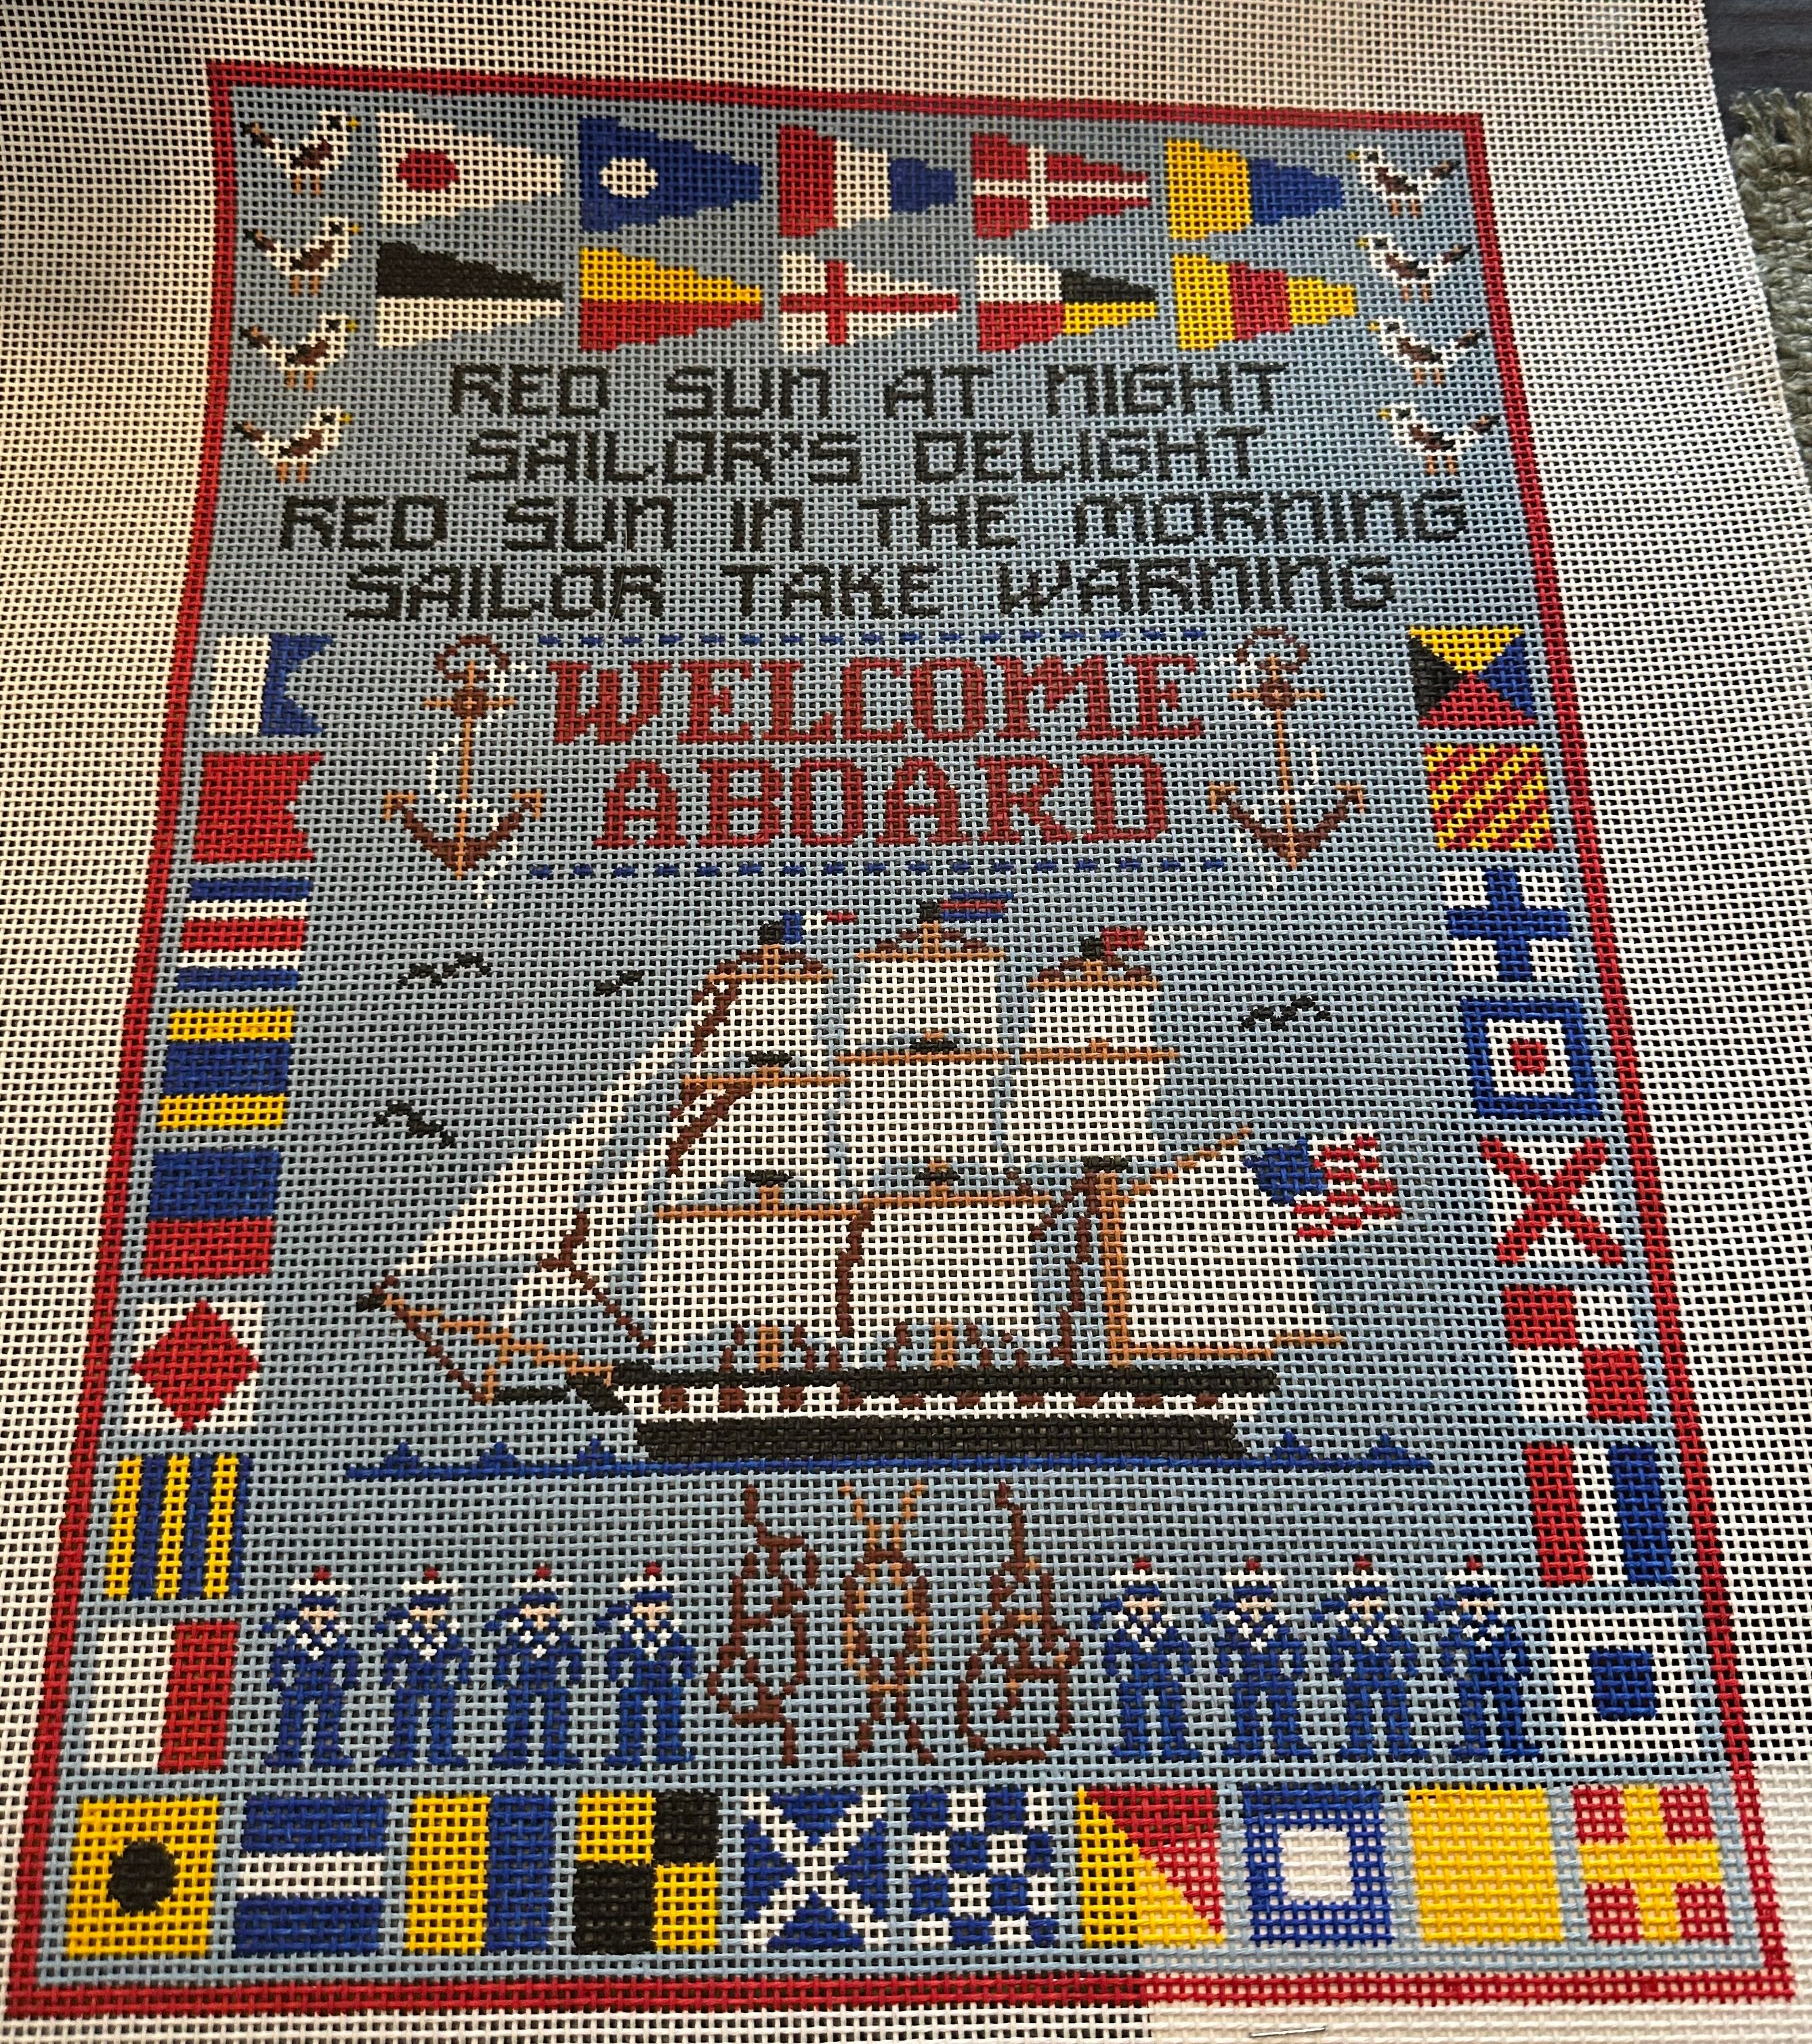 RED SUN AT NIGHT
SAILOR'S DELIGHT
RED SUN IN THE MORNING
SAILOR TAKE WARNING
WELCOME
ABOARD